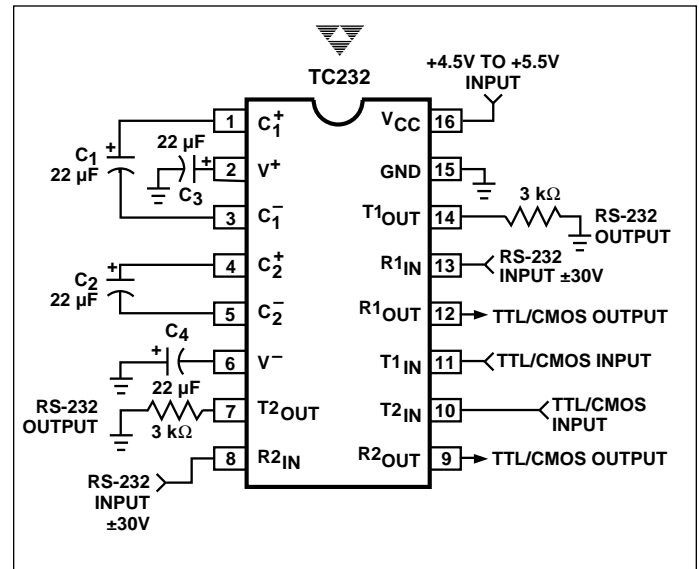 TC232
+4.5V TO +5.5V
INPUT
1 C1+
22 µF
VCC 16
C1
22 µF
+
2 V+
C3
+
GND 15
3 C1−
3 kΩ
T1OUT 14
RS-232
OUTPUT
4 C2+
R1IN 13
RS-232
INPUT ±30V
C2
22 µF
+
5 C2−
R1OUT 12
TTL/CMOS OUTPUT
C4
+
22 µF
6 V−
T1IN 11
TTL/CMOS INPUT
RS-232
OUTPUT
3 kΩ
7 T2OUT
T2IN 10
TTL/CMOS
INPUT
RS-232
INPUT
±30V
8 R2IN
R2OUT 9
TTL/CMOS OUTPUT